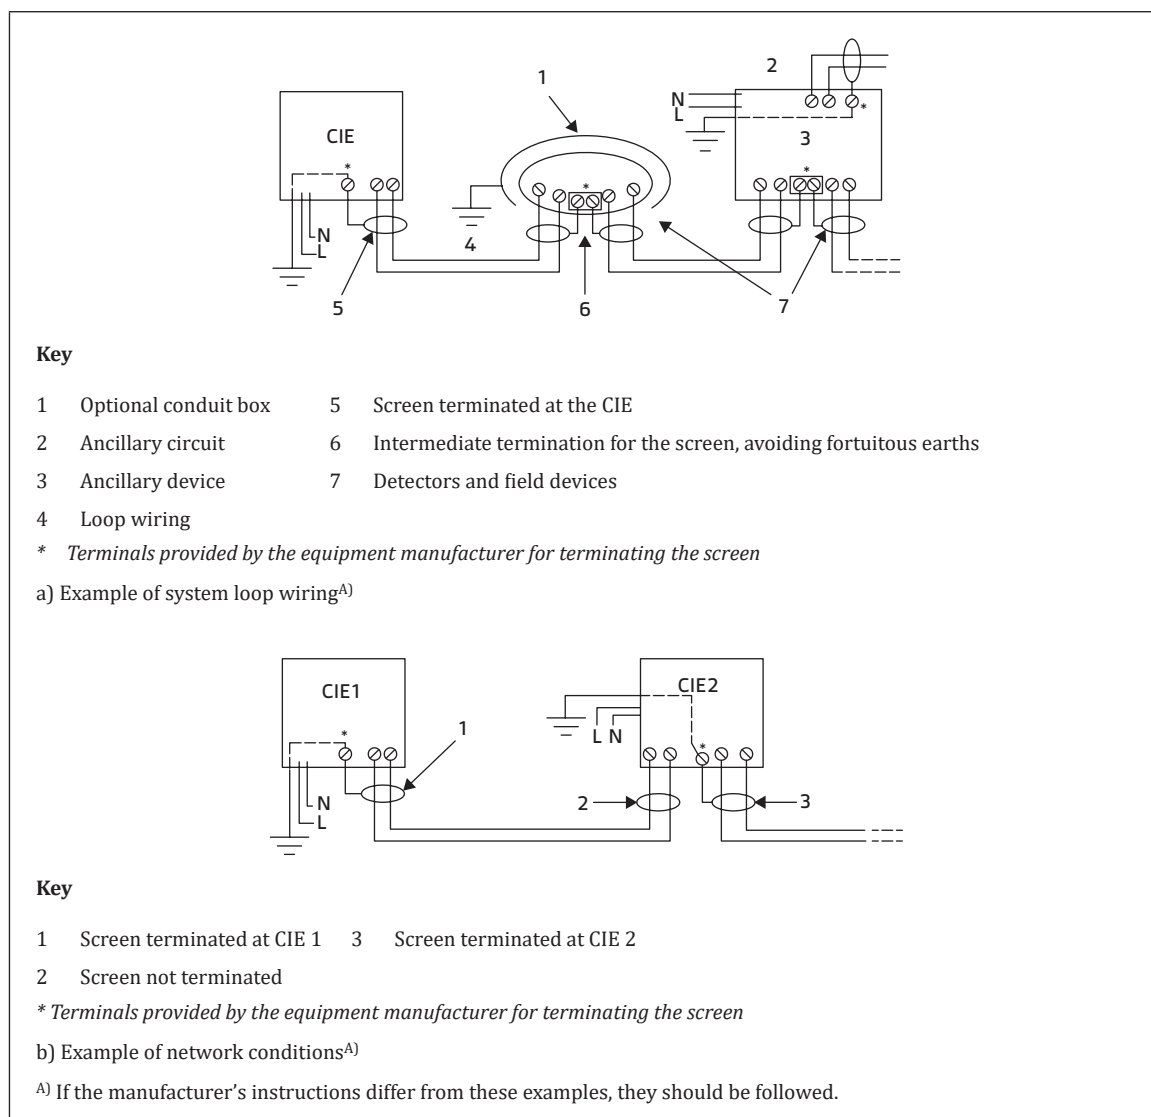 1
2
N
L
CIE
*
3
*
*
*
N
L
4
5
6
7
Key
1 Optional conduit box 5 Screen terminated at the CIE
2 Ancillary circuit 6 Intermediate termination for the screen, avoiding fortuitous earths
3 Ancillary device 7 Detectors and field devices
4 Loop wiring
* Terminals provided by the equipment manufacturer for terminating the screen
a) Example of system loop wiringA)
CIE1
CIE2
*
1
L N
*
N
L
2
3
Key
1 Screen terminated at CIE 1 3 Screen terminated at CIE 2
2 Screen not terminated
* Terminals provided by the equipment manufacturer for terminating the screen
b) Example of network conditionsA)
A) If the manufacturer’s instructions differ from these examples, they should be followed.